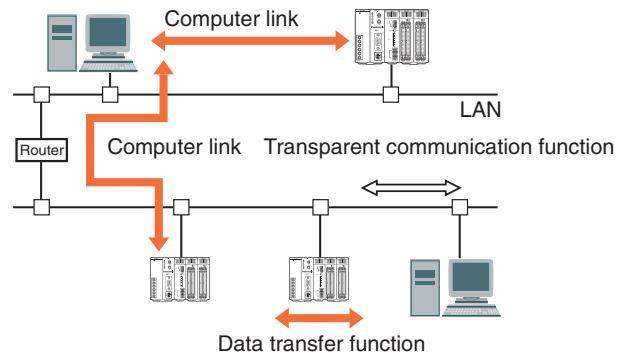 Computer link
LAN
Router
Computer link
Transparent communication function
Data transfer function